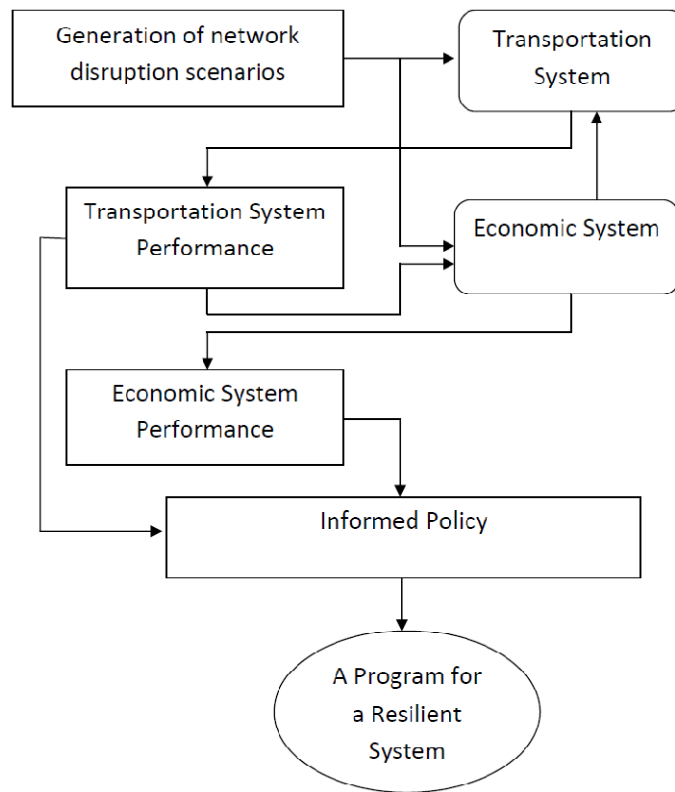 Generation of network
disruption scenarios
Transportation
System
Transportation System
Performance
Economic System
Economic System
Performance
Informed Policy
A Program for
a Resilient
System